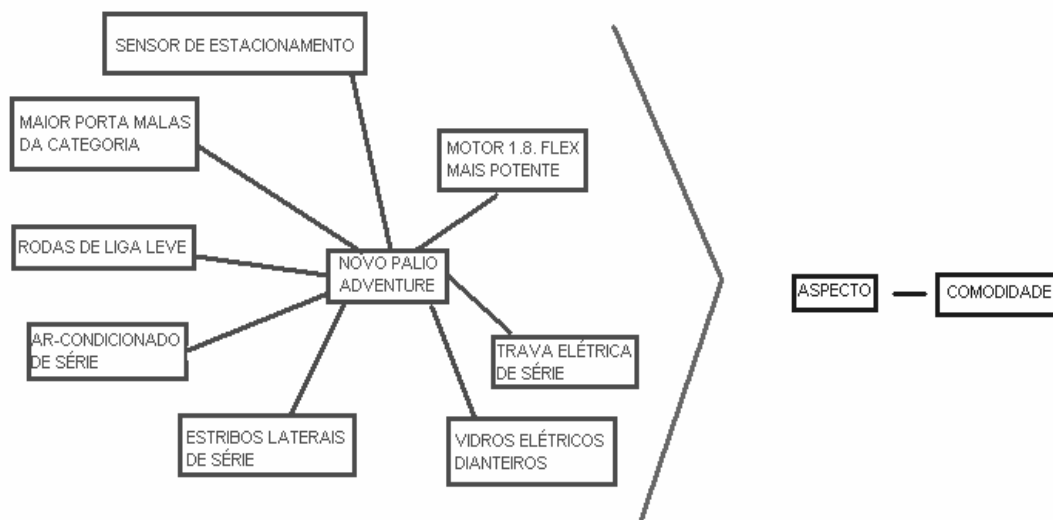 SENSOR DE ESTACIONAMENTO
MAIOR PORTA MALAS
DA CATEGORIA
MOTOR 1.8. FLEX
MAIS POTENTE
RODAS DE LIGA LEVE
NOVO PALIO
ADVENTURE
AR-CONDICIONADO
DE SÉRIE
TRAVA ELÉTRICA
DE SÉRIE
ESTRIBOS LATERAIS
DE SÉRIE
VIDROS ELÉTRICOS
DIANTEIROS
ASPECTO
COMODIDADE